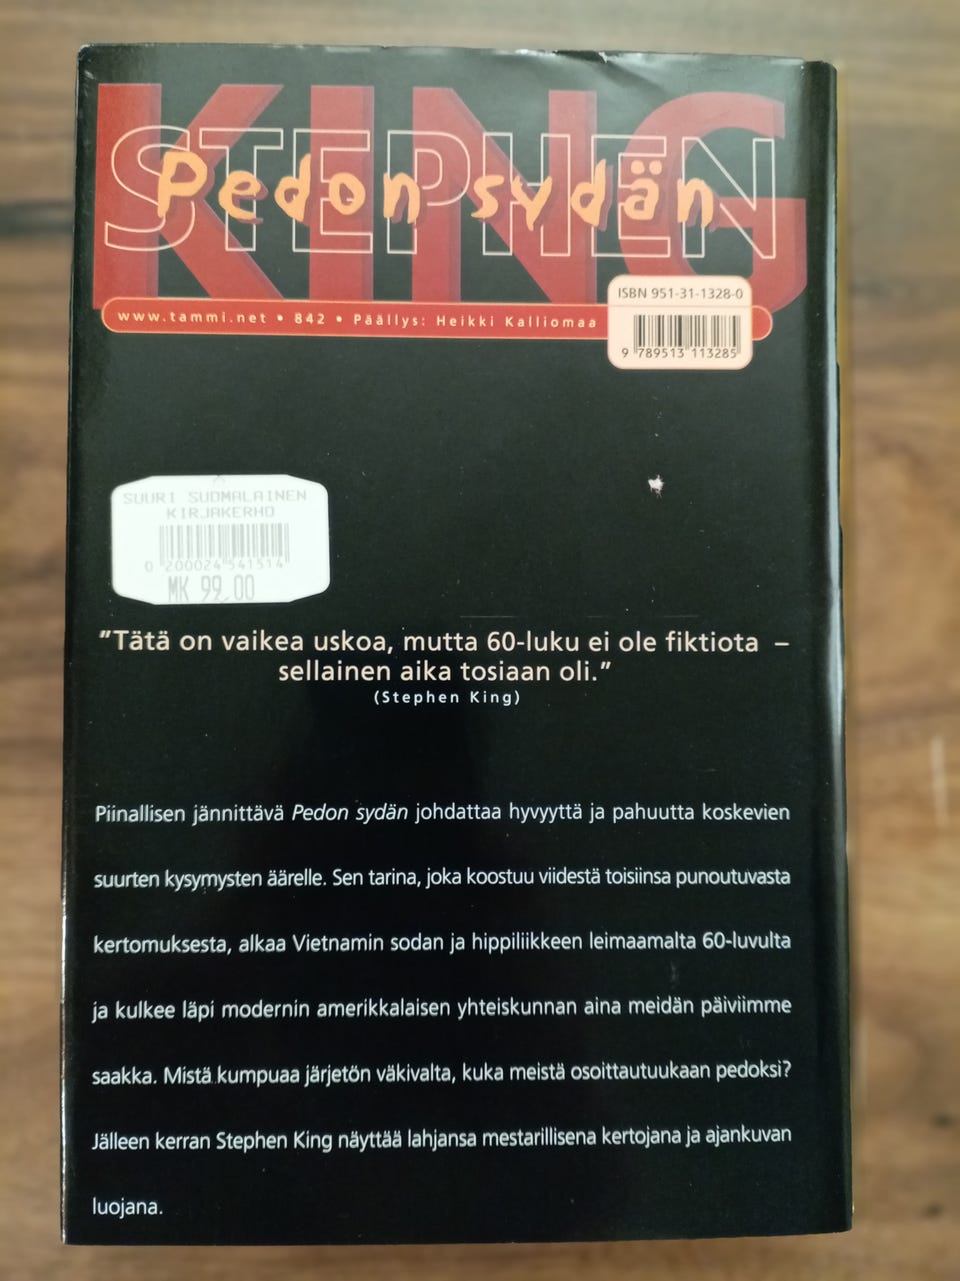 STEPHEN KING
Pedon sydän
www.tammi.net • 842 • Päällys: Heikki Kalliomaa
ISBN 951-31-1328-0
9 789513 113285
SUURI SUOMALAINEN
KIRJAKERHO
0 200024 541514
MK 99,00
"Tätä on vaikea uskoa, mutta 60-luku ei ole fiktiota –
sellainen aika tosiaan oli."
(Stephen King)
Piinallisen jännittävä Pedon sydän johdattaa hyvyyttä ja pahuutta koskevien
suurten kysymysten äärelle. Sen tarina, joka koostuu viidestä toisiinsa punoutuvasta
kertomuksesta, alkaa Vietnamin sodan ja hippiliikkeen leimaamalta 60-luvulta
ja kulkee läpi modernin amerikkalaisen yhteiskunnan aina meidän päiviimme
saakka. Mistä kumpuaa järjetön väkivalta, kuka meistä osoittautuukaan pedoksi?
Jälleen kerran Stephen King näyttää lahjansa mestarillisena kertojana ja ajankuvan
luojana.